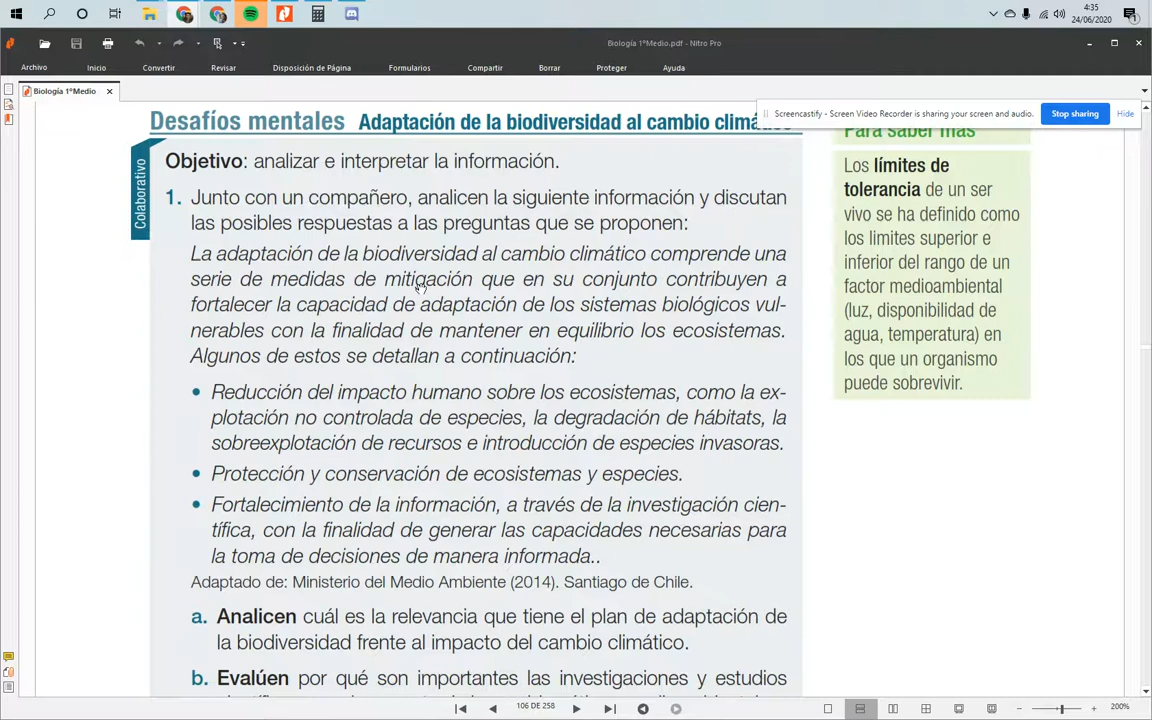 4:35
24/06/2020
Biología 1°Medio.pdf - Nitro Pro
Archivo
Inicio
Convertir
Revisar
Disposición de Página
Formularios
Compartir
Borrar
Proteger
Ayuda
Biología 1°Medio
Screencastify - Screen Video Recorder is sharing your screen and audio.
Stop sharing
Hide
Desafíos mentales Adaptación de la biodiversidad al cambio
Colaborativo
Objetivo: analizar e interpretar la información.
1. Junto con un compañero, analicen la siguiente información y discutan
las posibles respuestas a las preguntas que se proponen:
La adaptación de la biodiversidad al cambio climático comprende una
serie de medidas de mitigación que en su conjunto contribuyen a
fortalecer la capacidad de adaptación de los sistemas biológicos vul-
nerables con la finalidad de mantener en equilibrio los ecosistemas.
Algunos de estos se detallan a continuación:
• Reducción del impacto humano sobre los ecosistemas, como la ex-
plotación no controlada de especies, la degradación de hábitats, la
sobreexplotación de recursos e introducción de especies invasoras.
• Protección y conservación de ecosistemas y especies.
• Fortalecimiento de la información, a través de la investigación cien-
tífica, con la finalidad de generar las capacidades necesarias para
la toma de decisiones de manera informada..
Adaptado de: Ministerio del Medio Ambiente (2014). Santiago de Chile.
a. Analicen cuál es la relevancia que tiene el plan de adaptación de
la biodiversidad frente al impacto del cambio climático.
b. Evalúen por qué son importantes las investigaciones y estudios
Para saber más
Los límites de
tolerancia de un ser
vivo se ha definido como
los limites superior e
inferior del rango de un
factor medioambiental
(luz, disponibilidad de
agua, temperatura) en
los que un organismo
puede sobrevivir.
106 DE 258
200%